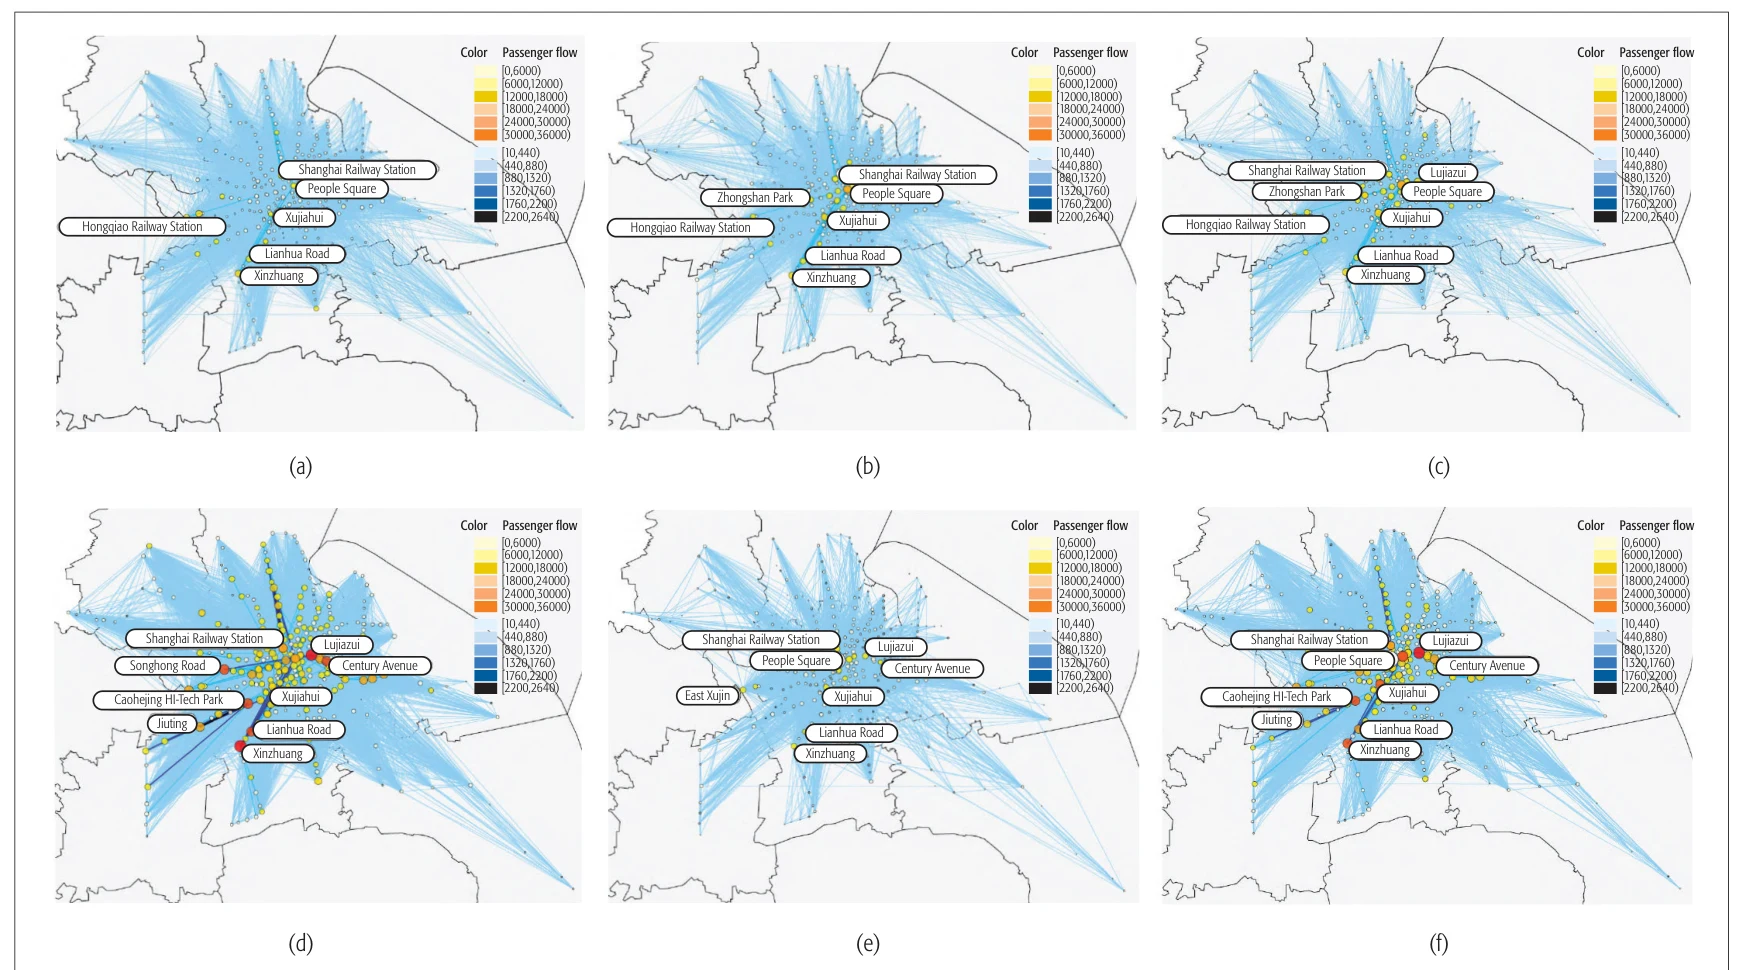 Color Passenger flow
[0,6000)
[6000,12000)
[12000,18000)
[18000,24000)
[24000,30000)
[30000,36000)
[10,440)
[440,880)
[880,1320)
[1320,1760)
[1760,2200)
[2200,2640)
Shanghai Railway Station
People Square
Xujiahui
Hongqiao Railway Station
Lianhua Road
Xinzhuang
(a)
Color Passenger flow
[0,6000)
[6000,12000)
[12000,18000)
[18000,24000)
[24000,30000)
[30000,36000)
[10,440)
[440,880)
[880,1320)
[1320,1760)
[1760,2200)
[2200,2640)
Shanghai Railway Station
Zhongshan Park
People Square
Xujiahui
Hongqiao Railway Station
Lianhua Road
Xinzhuang
(b)
Color Passenger flow
[0,6000)
[6000,12000)
[12000,18000)
[18000,24000)
[24000,30000)
[30000,36000)
[10,440)
[440,880)
[880,1320)
[1320,1760)
[1760,2200)
[2200,2640)
Shanghai Railway Station
Lujiazui
Zhongshan Park
People Square
Xujiahui
Hongqiao Railway Station
Lianhua Road
Xinzhuang
(c)
Color Passenger flow
[0,6000)
[6000,12000)
[12000,18000)
[18000,24000)
[24000,30000)
[30000,36000)
[10,440)
[440,880)
[880,1320)
[1320,1760)
[1760,2200)
[2200,2640)
Shanghai Railway Station
Lujiazui
Songhong Road
Century Avenue
Caohejing HI-Tech Park
Xujiahui
Jiuting
Lianhua Road
Xinzhuang
(d)
Color Passenger flow
[0,6000)
[6000,12000)
[12000,18000)
[18000,24000)
[24000,30000)
[30000,36000)
[10,440)
[440,880)
[880,1320)
[1320,1760)
[1760,2200)
[2200,2640)
Shanghai Railway Station
Lujiazui
People Square
Century Avenue
East Xujin
Xujiahui
Lianhua Road
Xinzhuang
(e)
Color Passenger flow
[0,6000)
[6000,12000)
[12000,18000)
[18000,24000)
[24000,30000)
[30000,36000)
[10,440)
[440,880)
[880,1320)
[1320,1760)
[1760,2200)
[2200,2640)
Shanghai Railway Station
Lujiazui
People Square
Century Avenue
Caohejing HI-Tech Park
Xujiahui
Jiuting
Lianhua Road
Xinzhuang
(f)